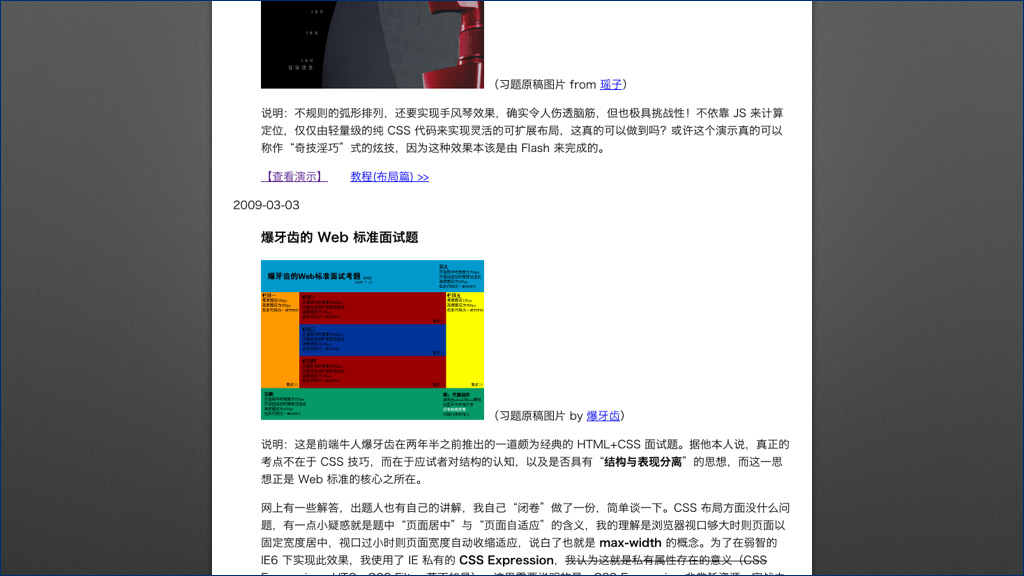 (习题原稿图片 from 瑶子)
说明：不规则的弧形排列，还要实现手风琴效果，确实令人伤透脑筋，但也极具挑战性！不依靠 JS 来计算
定位，仅仅由轻量级的纯 CSS 代码来实现灵活的可扩展布局，这真的可以做到吗？或许这个演示真的可以
称作“奇技淫巧”式的炫技，因为这种效果本该是由 Flash 来完成的。
【查看演示】 教程(布局篇) >>
2009-03-03
爆牙齿的 Web 标准面试题
爆牙齿的Web标准面试考题
(习题原稿图片 by 爆牙齿)
说明：这是前端牛人爆牙齿在两年半之前推出的一道颇为经典的 HTML+CSS 面试题。据他本人说，真正的
考点不在于 CSS 技巧，而在于应试者对结构的认知，以及是否具有“结构与表现分离”的思想，而这一思
想正是 Web 标准的核心之所在。
网上有一些解答，出题人也有自己的讲解，我自己“闭卷”做了一份，简单谈一下。CSS 布局方面没什么问
题，有一点小疑惑就是题中“页面居中”与“页面自适应”的含义，我的理解是浏览器视口够大时则页面以
固定宽度居中，视口过小时则页面宽度自动收缩适应，说白了也就是 max-width 的概念。为了在弱智的
IE6 下实现此效果，我使用了 IE 私有的 CSS Expression，我认为这就是私有属性存在的意义（CSS